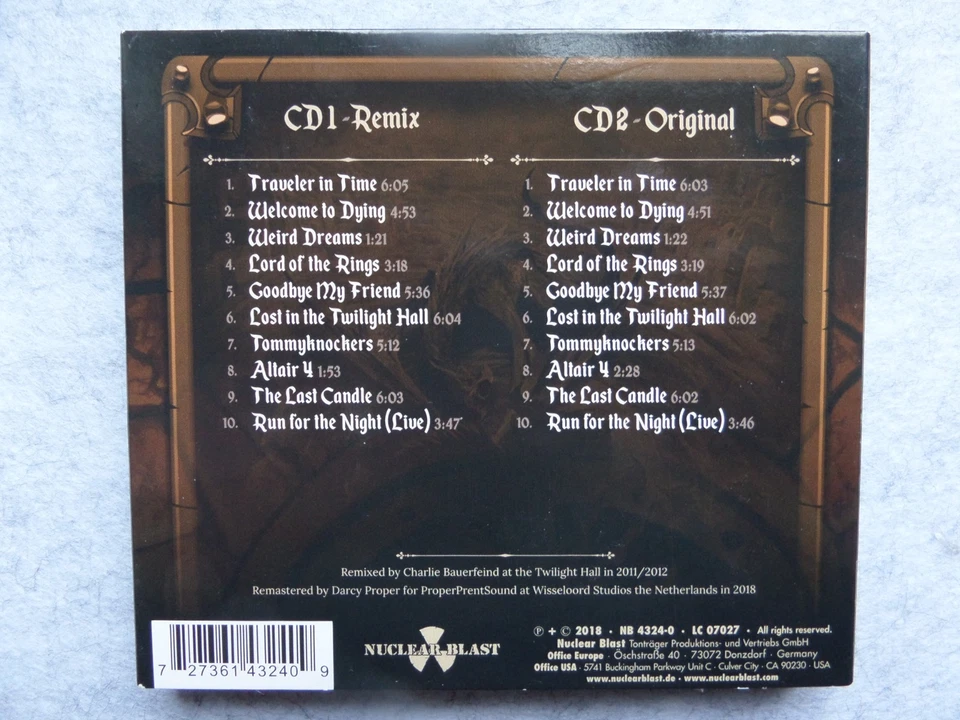 CD1-Remix
1. Traveler in Time 6:05
2. Welcome to Dying 4:53
3. Weird Dreams 1:21
4. Lord of the Rings 3:18
5. Goodbye My Friend 5:36
6. Lost in the Twilight Hall 6:04
7. Tommyknockers 5:12
8. Altair 4 1:53
9. The Last Candle 6:03
10. Run for the Night (Live) 3:47
CD2-Original
1. Traveler in Time 6:03
2. Welcome to Dying 4:51
3. Weird Dreams 1:22
4. Lord of the Rings 3:19
5. Goodbye My Friend 5:37
6. Lost in the Twilight Hall 6:02
7. Tommyknockers 5:13
8. Altair 4 2:28
9. The Last Candle 6:02
10. Run for the Night (Live) 3:46
Remixed by Charlie Bauerfeind at the Twilight Hall in 2011/2012
Remastered by Darcy Proper for ProperPrentSound at Wisseloord Studios the Netherlands in 2018
7 27361 43240 9
NUCLEAR BLAST
℗ + © 2018 · NB 4324-0 · LC 07027 · All rights reserved.
Nuclear Blast Tonträger Produktions- und Vertriebs GmbH
Office Europe · Öschstraße 40 · 73072 Donzdorf · Germany
Office USA · 5741 Buckingham Parkway Unit C · Culver City · CA 90230 · USA
www.nuclearblast.de · www.nuclearblast.com